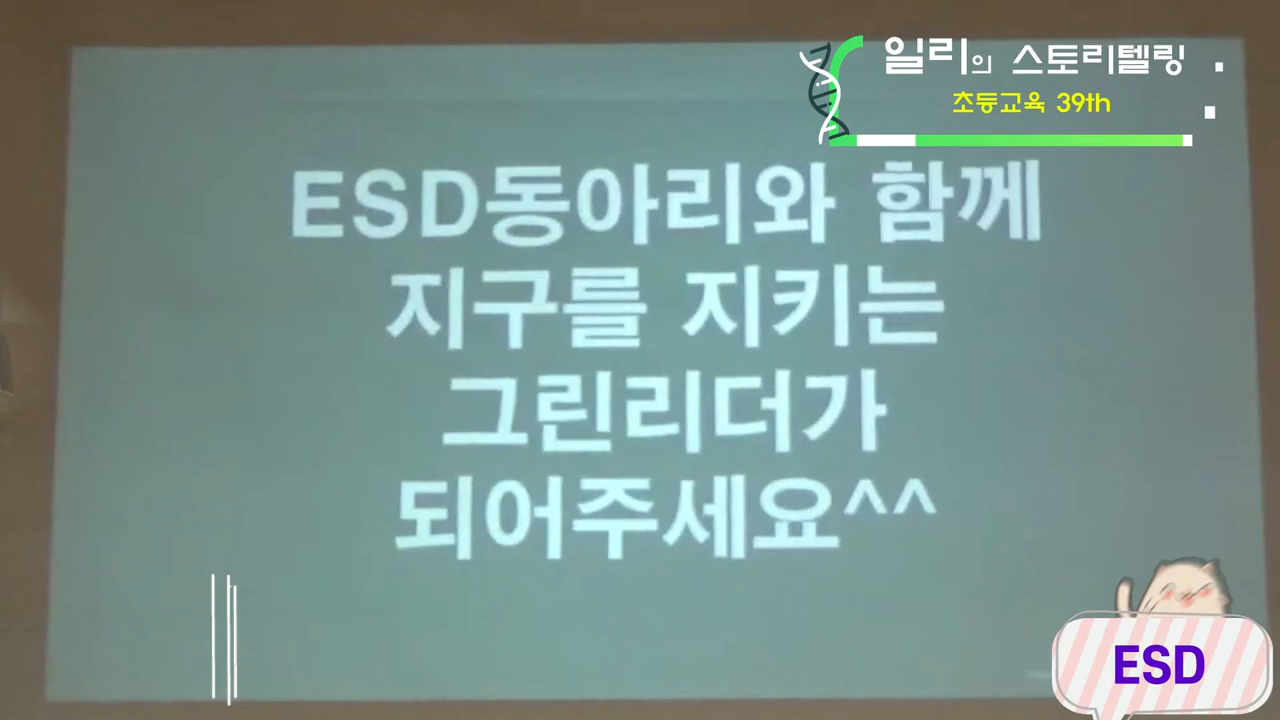 일리의 스토리텔링
초등교육 39th
ESD동아리와 함께
지구를 지키는
그린리더가
되어주세요^^
ESD